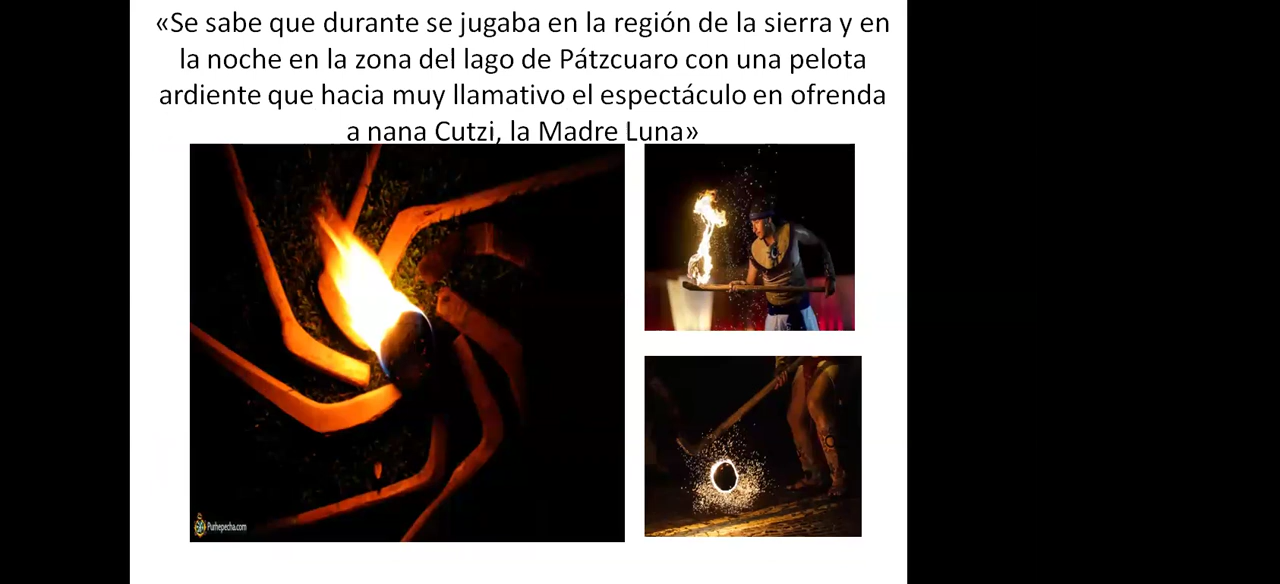 «Se sabe que durante se jugaba en la región de la sierra y en
la noche en la zona del lago de Pátzcuaro con una pelota
ardiente que hacia muy llamativo el espectáculo en ofrenda
a nana Cutzi, la Madre Luna»
Purhepecha.com